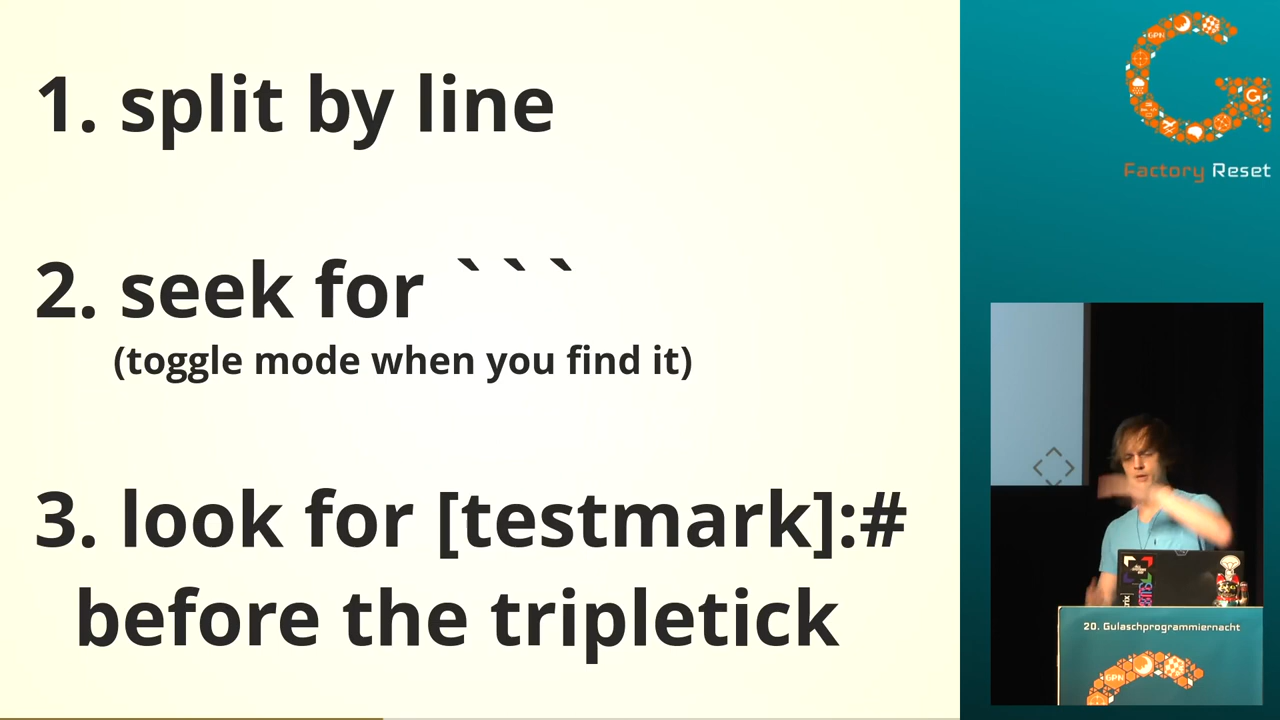 1. split by line
2. seek for ```
(toggle mode when you find it)
3. look for [testmark]:#
before the tripletick
GPN
G
Factory Reset
20. Gulaschprogrammiernacht
GPN